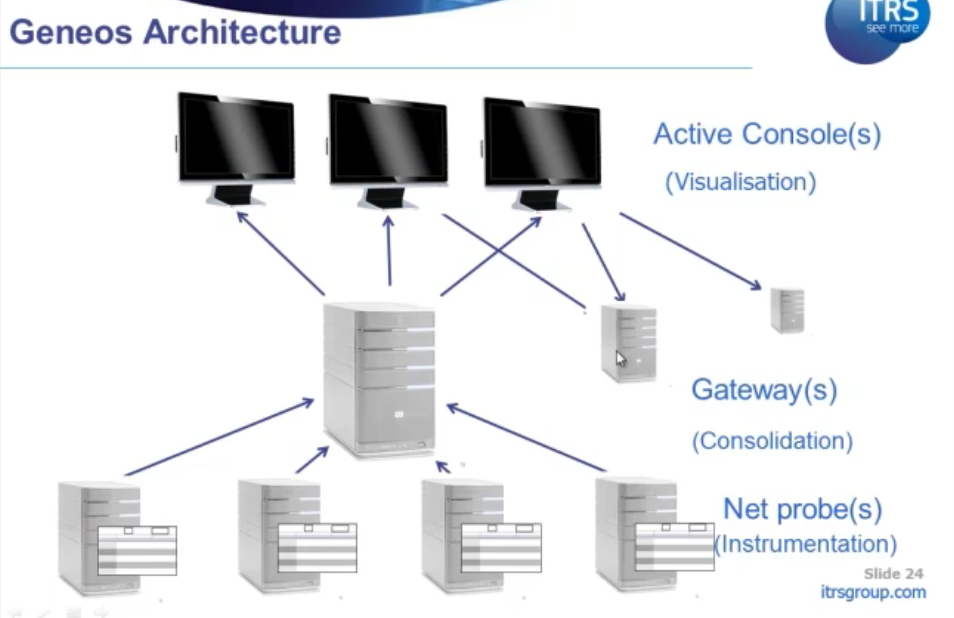 Geneos Architecture
ITRS
see more
Active Console(s)
(Visualisation)
Gateway(s)
(Consolidation)
Net probe(s)
(Instrumentation)
Slide 24
itrsgroup.com